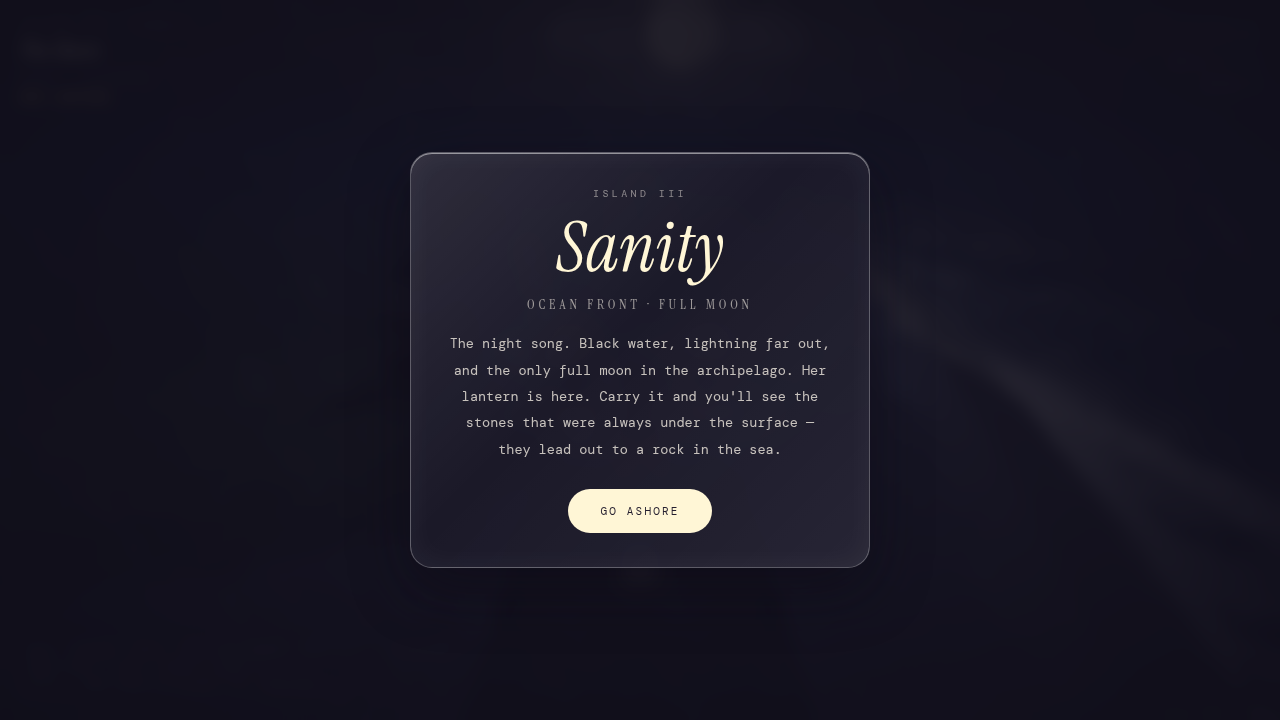 ISLAND III
Sanity
OCEAN FRONT · FULL MOON
The night song. Black water, lightning far out,
and the only full moon in the archipelago. Her
lantern is here. Carry it and you'll see the
stones that were always under the surface —
they lead out to a rock in the sea.
GO ASHORE